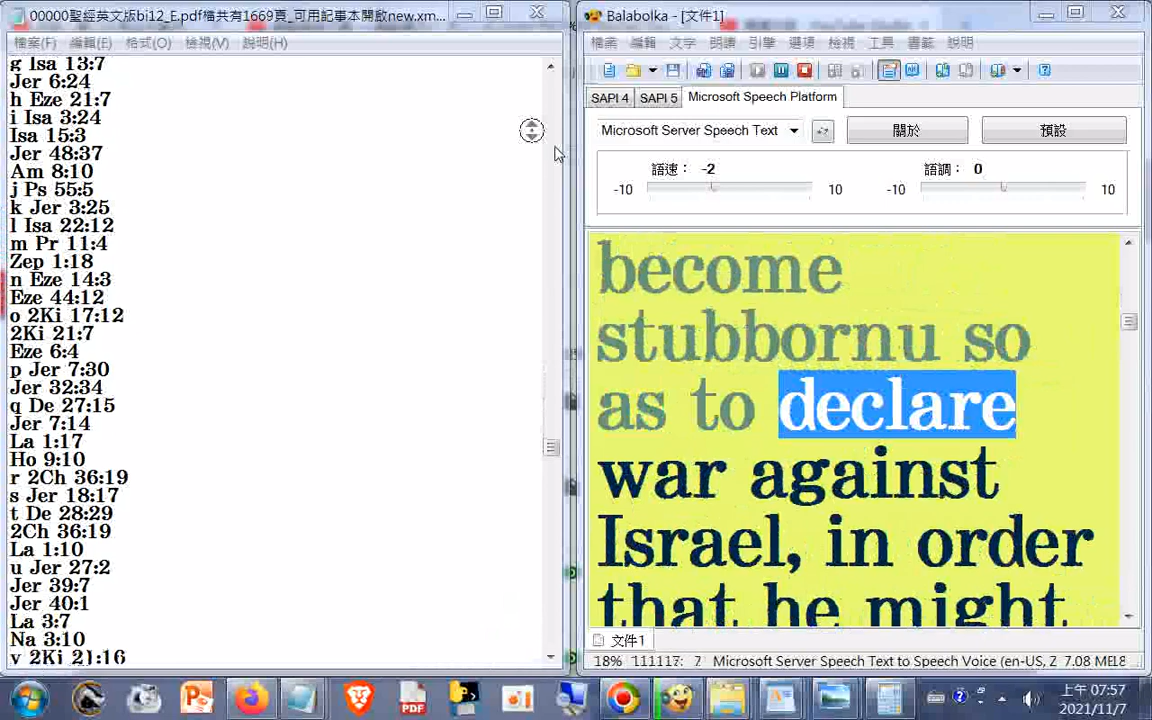 00000聖經英文版bi12_E.pdf檔共有1669頁_可用記事本開啟new.xm...
檔案(F) 編輯(E) 格式(O) 檢視(V) 說明(H)
g Isa 13:7
Jer 6:24
h Eze 21:7
i Isa 3:24
Isa 15:3
Jer 48:37
Am 8:10
j Ps 55:5
k Jer 3:25
l Isa 22:12
m Pr 11:4
Zep 1:18
n Eze 14:3
Eze 44:12
o 2Ki 17:12
2Ki 21:7
Eze 6:4
p Jer 7:30
Jer 32:34
q De 27:15
Jer 7:14
La 1:17
Ho 9:10
r 2Ch 36:19
s Jer 18:17
t De 28:29
2Ch 36:19
La 1:10
u Jer 27:2
Jer 39:7
Jer 40:1
La 3:7
Na 3:10
v 2Ki 21:16
Balabolka - [文件1]
檔案 編輯 文字 朗讀 引擎 選項 檢視 工具 書籤 說明
SAPI 4 SAPI 5 Microsoft Speech Platform
Microsoft Server Speech Text 關於 預設
語速： -2 語調： 0
-10 10 -10 10
become
stubbornu so
as to declare
war against
Israel, in order
that he might
文件1
18% 111117: 7 Microsoft Server Speech Text to Speech Voice (en-US, 2 7.08 MEL8
上午 07:57
2021/11/7